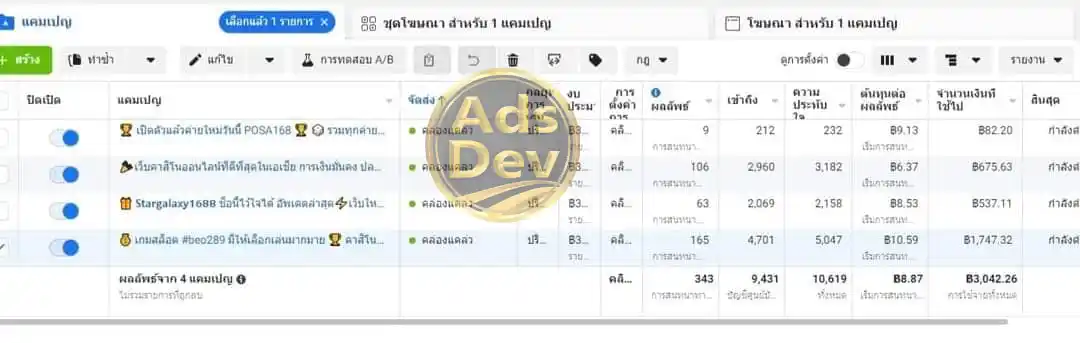 แคมเปญ
เลือกแล้ว 1 รายการ ×
ชุดโฆษณา สำหรับ 1 แคมเปญ
โฆษณา สำหรับ 1 แคมเปญ
+ สร้าง
ทำซ้ำ
แก้ไข
การทดสอบ A/B
กฎ
ดูการตั้งค่า
รายงาน
ปิดเปิด
แคมเปญ
จัดส่ง ↑
งบ
ประมา
การ
ตั้งค่า
การ
ผลลัพธ์
เข้าถึง
ความ
ประทับ
ใจ
ต้นทุนต่อ
ผลลัพธ์
จำนวนเงินที่
ใช้ไป
สิ้นสุด
Ads
Dev
🏆 เปิดตัวแล้วค่ายใหม่วันนี้ POSA168 🏆 🎲 รวมทุกค่าย...
คล่องแคล่ว
ปรั...
฿3...
คลิ...
9
212
232
฿9.13
฿82.20
กำลังดำ
การสนทนา...
เริ่มการสนท...
เว็บคาสิโนออนไลน์ที่ดีที่สุดในเอเชีย การเงินมั่นคง ปล...
คล่องแคล่ว
ปรั...
฿3...
คลิ...
106
2,960
3,182
฿6.37
฿675.63
กำลังดำ
ราย...
การสนทนา...
เริ่มการสนท...
🎁 Stargalaxy1688 ชื่อนี้ไว้ใจได้ อัพเดตล่าสุด⚡เว็บให...
คล่องแคล่ว
ปรั...
฿3...
คลิ...
63
2,069
2,158
฿8.53
฿537.11
กำลังดำ
ราย...
การสนทนา...
เริ่มการสนท...
💰 เกมสล็อต #beo289 มีให้เลือกเล่นมากมาย 🏆 คาสิโน...
คล่องแคล่ว
ปรั...
฿3...
คลิ...
165
4,701
5,047
฿10.59
฿1,747.32
กำลังดำ
ราย...
การสนทนา...
เริ่มการสนท...
ผลลัพธ์จาก 4 แคมเปญ
คลิ...
343
9,431
10,619
฿8.87
฿3,042.26
ไม่รวมรายการที่ถูกลบ
การสนทนาทา...
บัญชีศูนย์บั...
ทั้งหมด
เริ่มการสนท...
การใช้จ่ายทั้งหมด